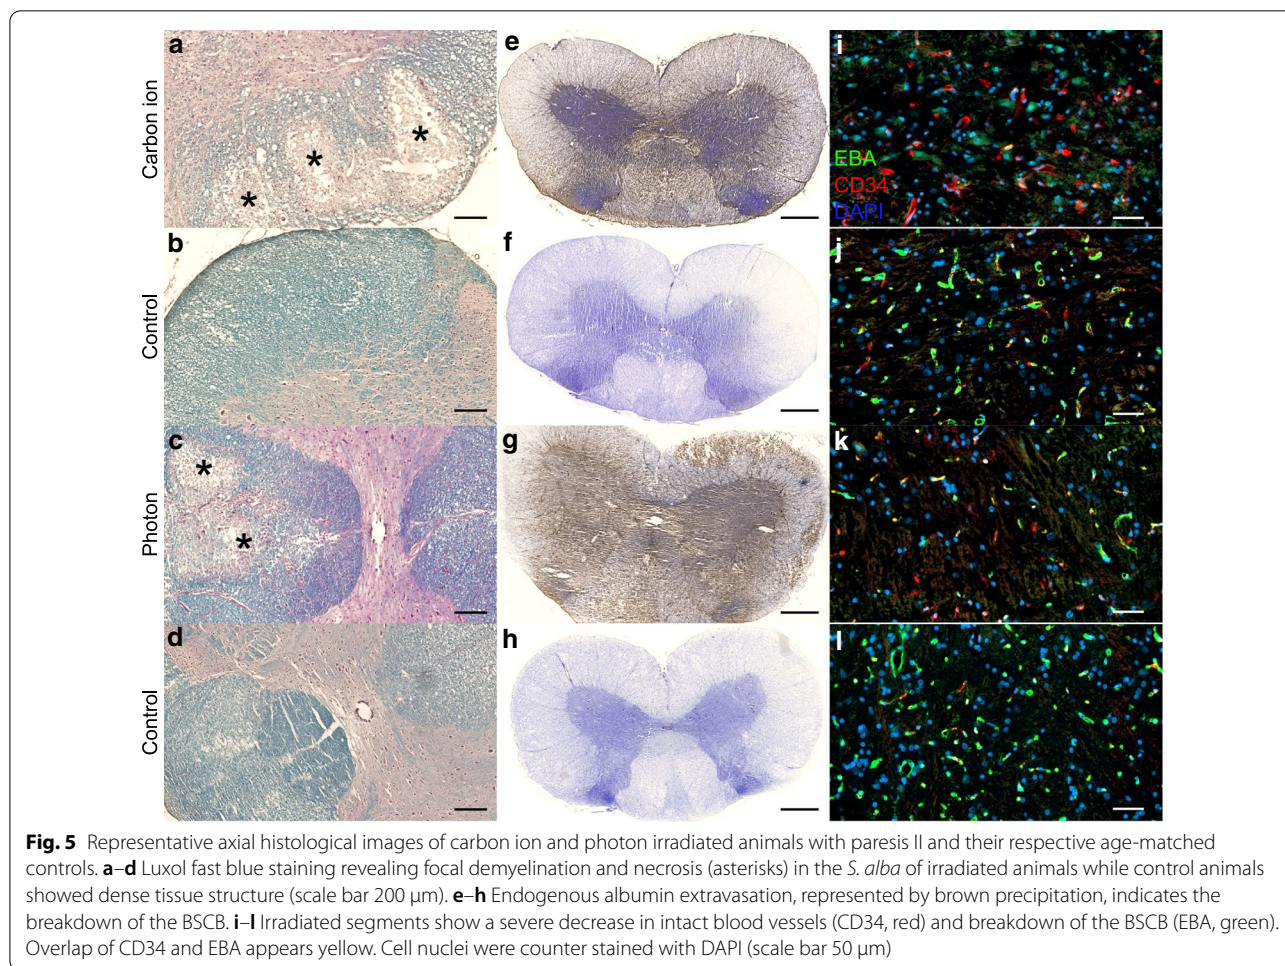 a
e
i
Carbon ion
*
*
*
EBA
CD34
DAPI
b
f
j
Control
c
g
k
Photon
*
*
d
h
l
Control
Fig. 5 Representative axial histological images of carbon ion and photon irradiated animals with paresis II and their respective age-matched
controls. a–d Luxol fast blue staining revealing focal demyelination and necrosis (asterisks) in the S. alba of irradiated animals while control animals
showed dense tissue structure (scale bar 200 µm). e–h Endogenous albumin extravasation, represented by brown precipitation, indicates the
breakdown of the BSCB. i–l Irradiated segments show a severe decrease in intact blood vessels (CD34, red) and breakdown of the BSCB (EBA, green).
Overlap of CD34 and EBA appears yellow. Cell nuclei were counter stained with DAPI (scale bar 50 µm)